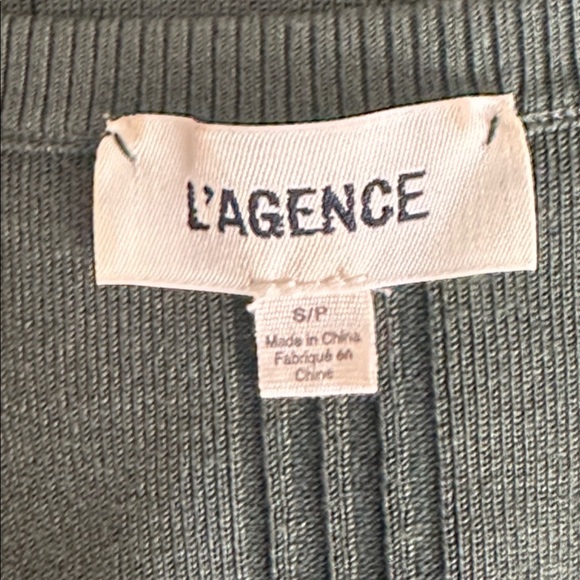 L'AGENCE
S/P
Made in China
Fabriqué en
Chine